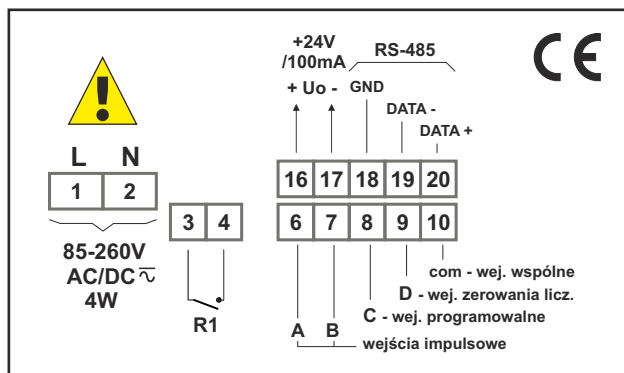 +24V
/100mA
RS-485
CE
+ Uo -
GND
DATA -
DATA +
L N
1 2
16 17 18 19 20
3 4
6 7 8 9 10
85-260V
AC/DC
4W
R1
com - wej. wspólne
D - wej. zerowania licz.
C - wej. programowalne
A B
wejścia impulsowe